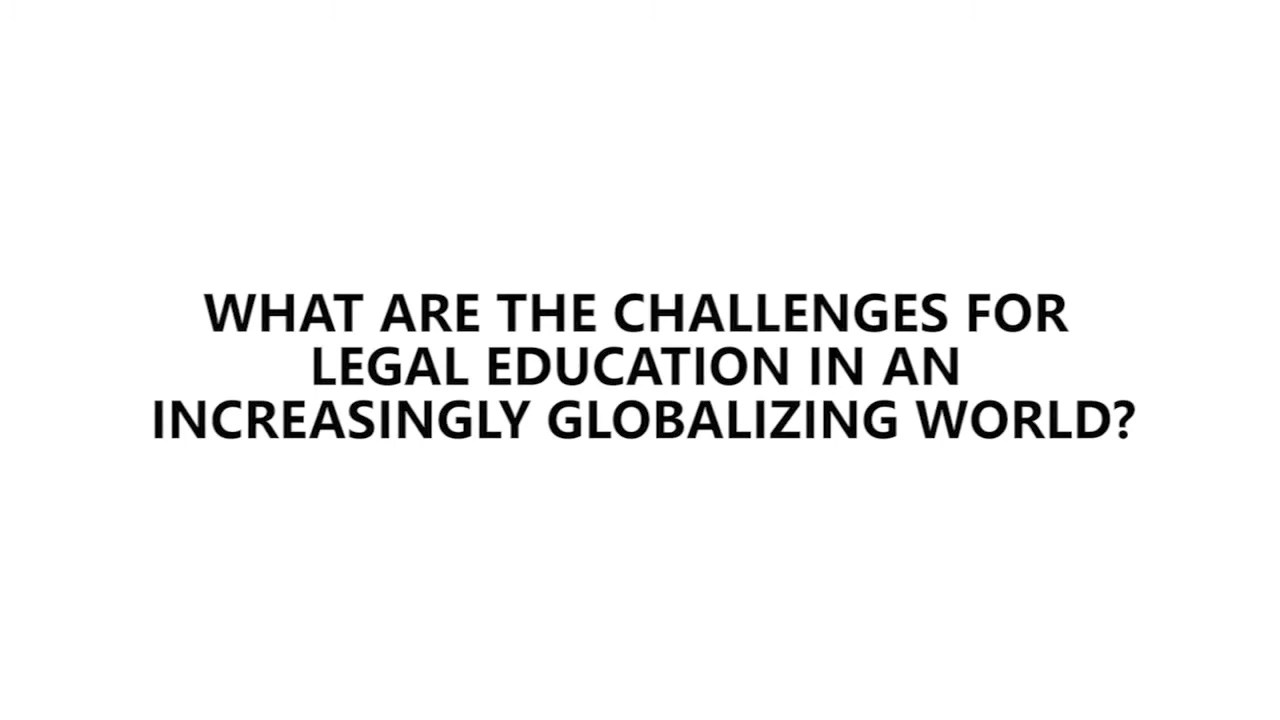 WHAT ARE THE CHALLENGES FOR
LEGAL EDUCATION IN AN
INCREASINGLY GLOBALIZING WORLD?